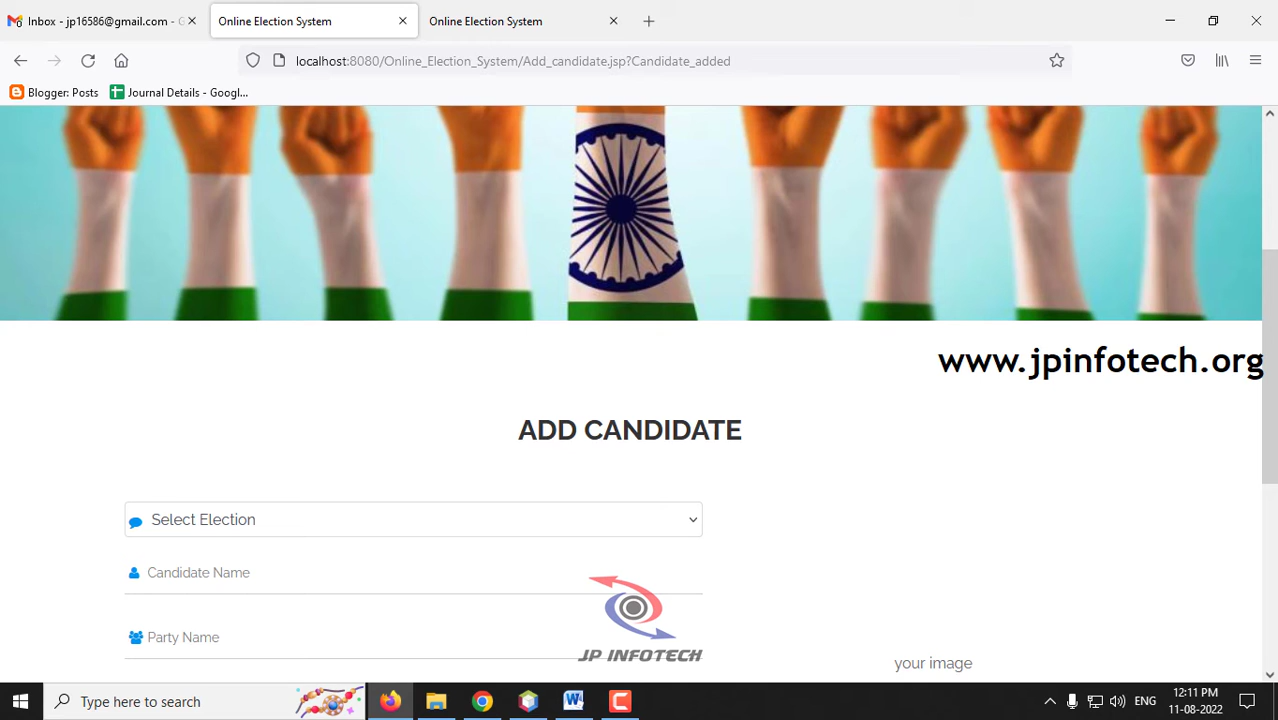 Inbox - jp16586@gmail.com - G
Online Election System
Online Election System
localhost:8080/Online_Election_System/Add_candidate.jsp?Candidate_added
Blogger: Posts
Journal Details - Googl...
www.jpinfotech.org
ADD CANDIDATE
Select Election
Candidate Name
Party Name
JP INFOTECH
your image
Type here to search
ENG
12:11 PM
11-08-2022